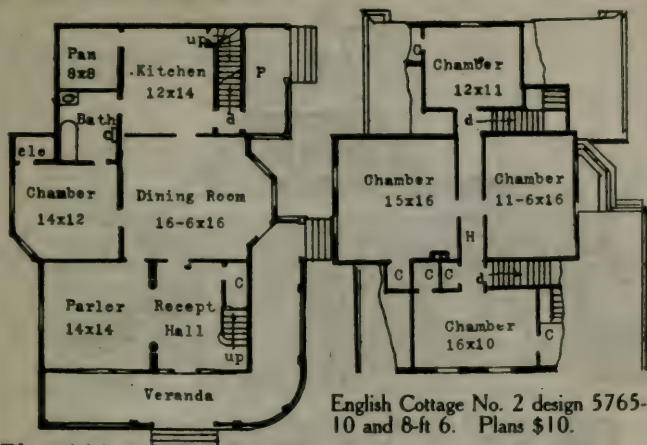 up
Pan
8x8
Kitchen
12x14
P
Bath
d
d
clo
Chamber
14x12
Dining Room
16-6x16
Parler
14x14
Recept
Hall
C
up
Veranda
C
Chamber
12x11
d
Chamber
15x16
Chamber
11-6x16
H
C
C
C
d
Chamber
16x10
C
English Cottage No. 2 design 5765-
10 and 8-ft 6. Plans $10.